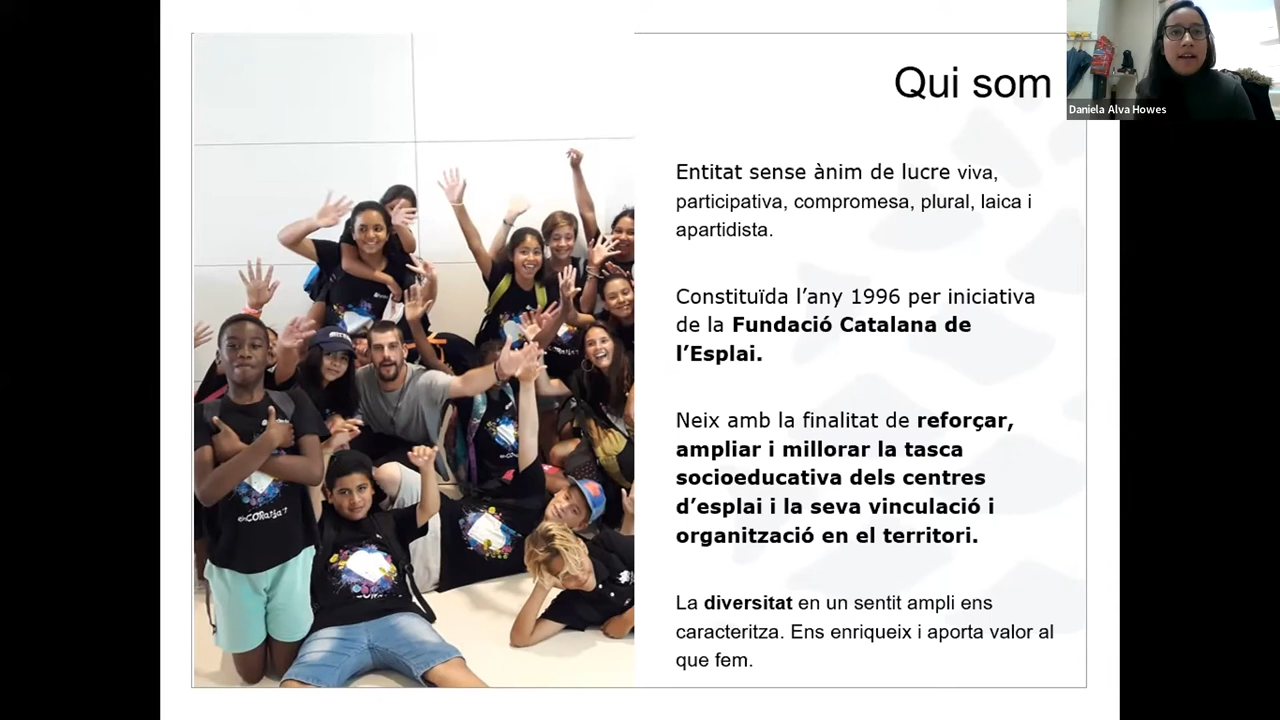 Qui som
Daniela Alva Howes
Entitat sense ànim de lucre viva,
participativa, compromesa, plural, laica i
apartidista.
Constituïda l’any 1996 per iniciativa
de la Fundació Catalana de
l’Esplai.
Neix amb la finalitat de reforçar,
ampliar i millorar la tasca
socioeducativa dels centres
d’esplai i la seva vinculació i
organització en el territori.
La diversitat en un sentit ampli ens
caracteritza. Ens enriqueix i aporta valor al
que fem.